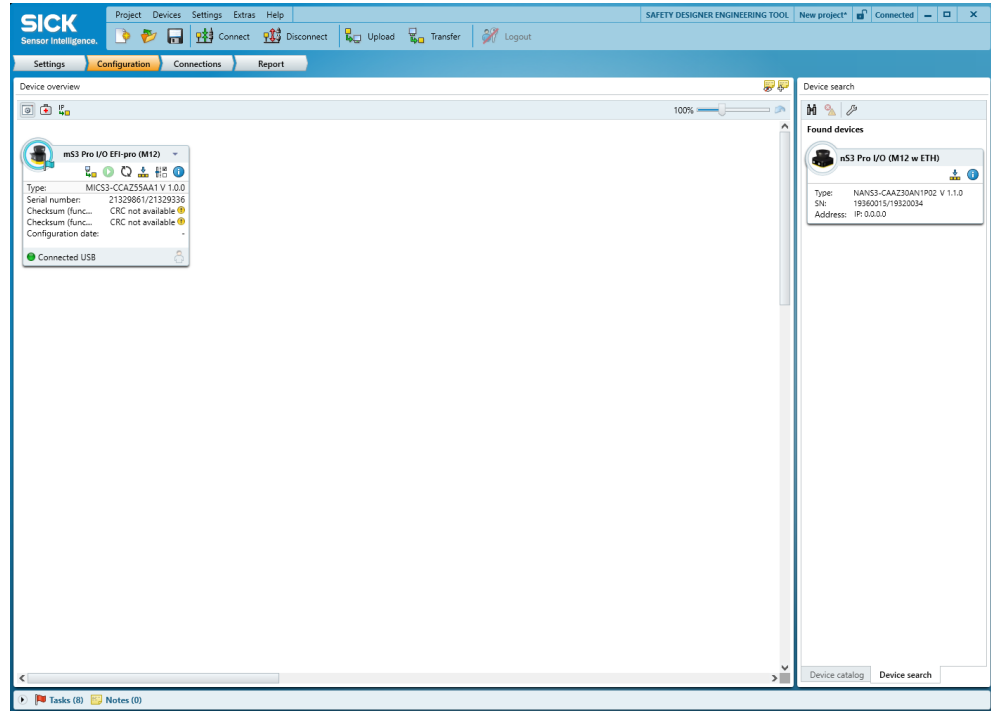 SICK
Sensor Intelligence.
Project Devices Settings Extras Help
SAFETY DESIGNER ENGINEERING TOOL New project* Connected
Connect Disconnect Upload Transfer Logout
Settings Configuration Connections Report
Device overview
100%
IP
mS3 Pro I/O EFI-pro (M12)
Type: MICS3-CCAZ55AA1 V 1.0.0
Serial number: 21329861/21329336
Checksum (func... CRC not available
Checksum (func... CRC not available
Configuration date: -
Connected USB
Device search
Found devices
nS3 Pro I/O (M12 w ETH)
Type: NANS3-CAAZ30AN1P02 V 1.1.0
SN: 19360015/19320034
Address: IP: 0.0.0.0
Device catalog Device search
Tasks (8) Notes (0)